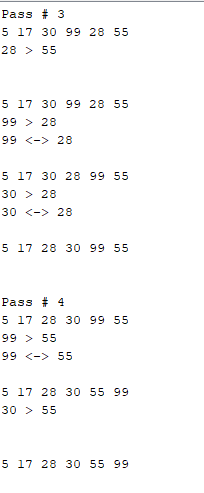 Pass # 3
5 17 30 99 28 55
28 > 55
5 17 30 99 28 55
99 > 28
99 <-> 28
5 17 30 28 99 55
30 > 28
30 <-> 28
5 17 28 30 99 55
Pass # 4
5 17 28 30 99 55
99 > 55
99 <-> 55
5 17 28 30 55 99
30 > 55
5 17 28 30 55 99